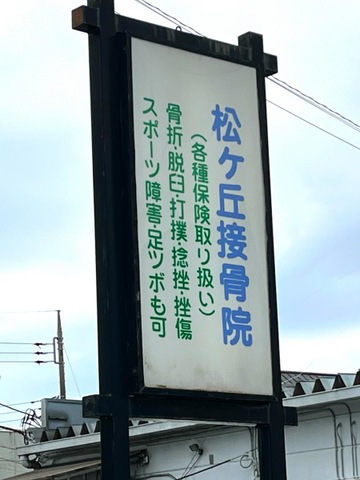 松ケ丘接骨院
（各種保険取り扱い）
骨折・脱臼・打撲・捻挫・挫傷
スポーツ障害・足ツボも可